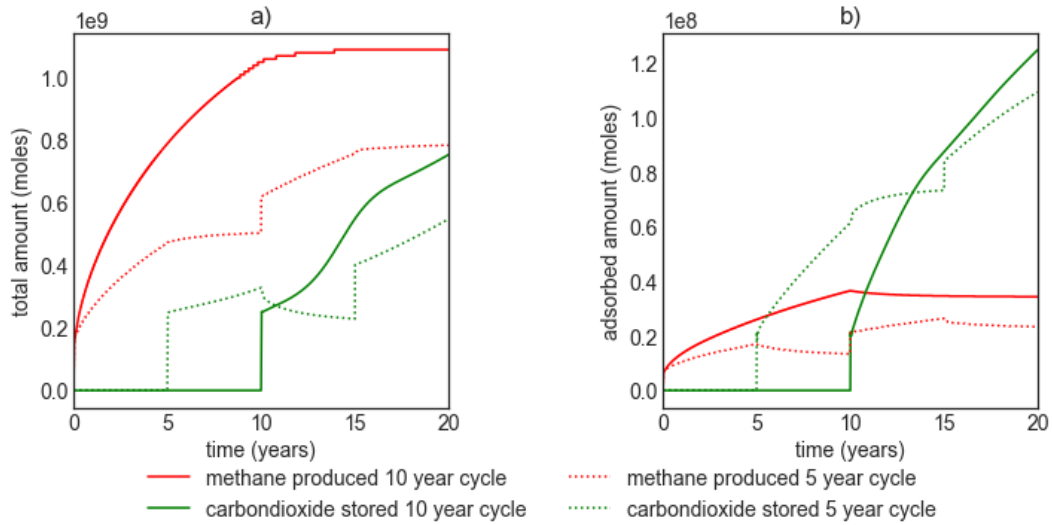 a)
1e9
total amount (moles)
1.0
0.8
0.6
0.4
0.2
0.0
0 5 10 15 20
time (years)
b)
1e8
adsorbed amount (moles)
1.2
1.0
0.8
0.6
0.4
0.2
0.0
0 5 10 15 20
time (years)
methane produced 10 year cycle
carbondioxide stored 10 year cycle
methane produced 5 year cycle
carbondioxide stored 5 year cycle